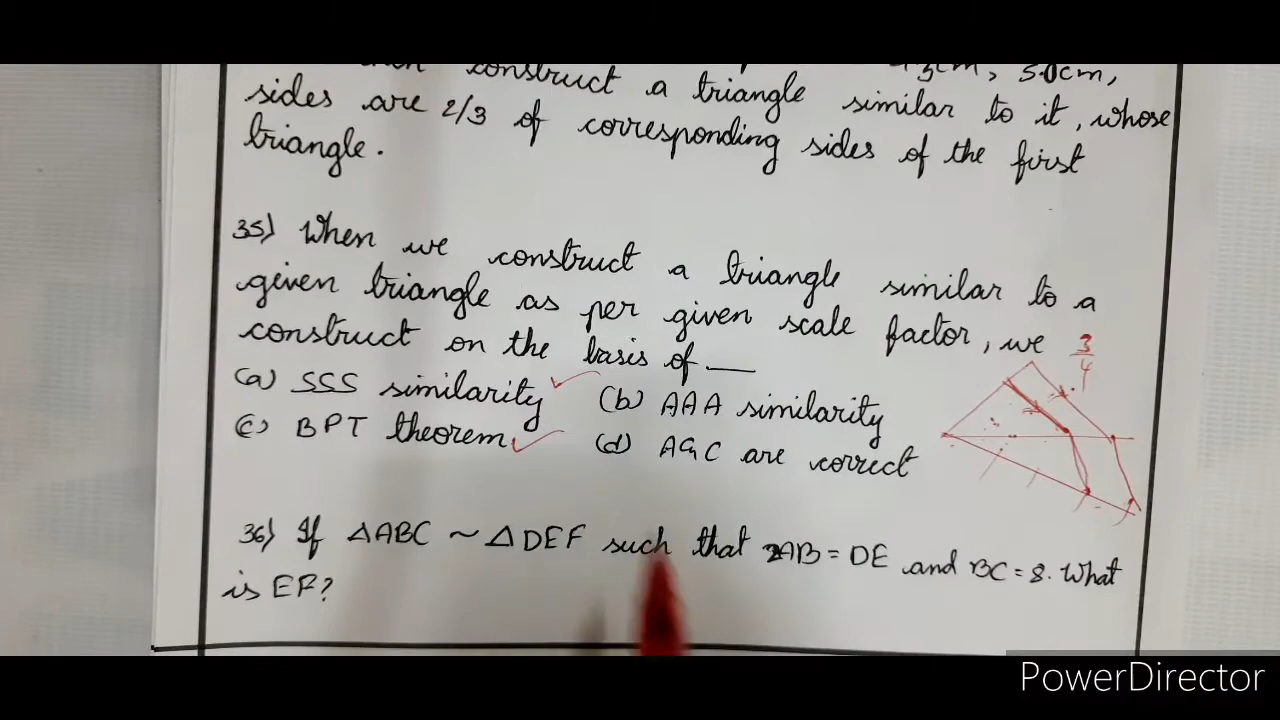 construct a triangle similar to it, whose
5.0cm,
sides are 2/3 of corresponding sides of the first
triangle.
35) When we construct a triangle similar to a
given triangle as per given scale factor, we
3/4
construct on the basis of __
(a) SSS similarity (b) AAA similarity
(c) BPT theorem (d) A & C are correct
36) If △ABC ~ △DEF such that 2AB = DE and BC = 8. What
is EF?
PowerDirector